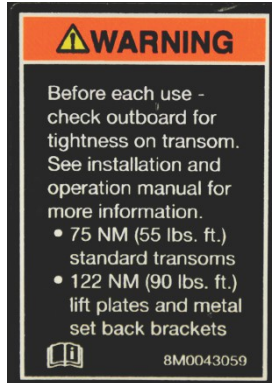 WARNING
Before each use -
check outboard for
tightness on transom.
See installation and
operation manual for
more information.
• 75 NM (55 lbs. ft.)
standard transoms
• 122 NM (90 lbs. ft.)
lift plates and metal
set back brackets
8M0043059